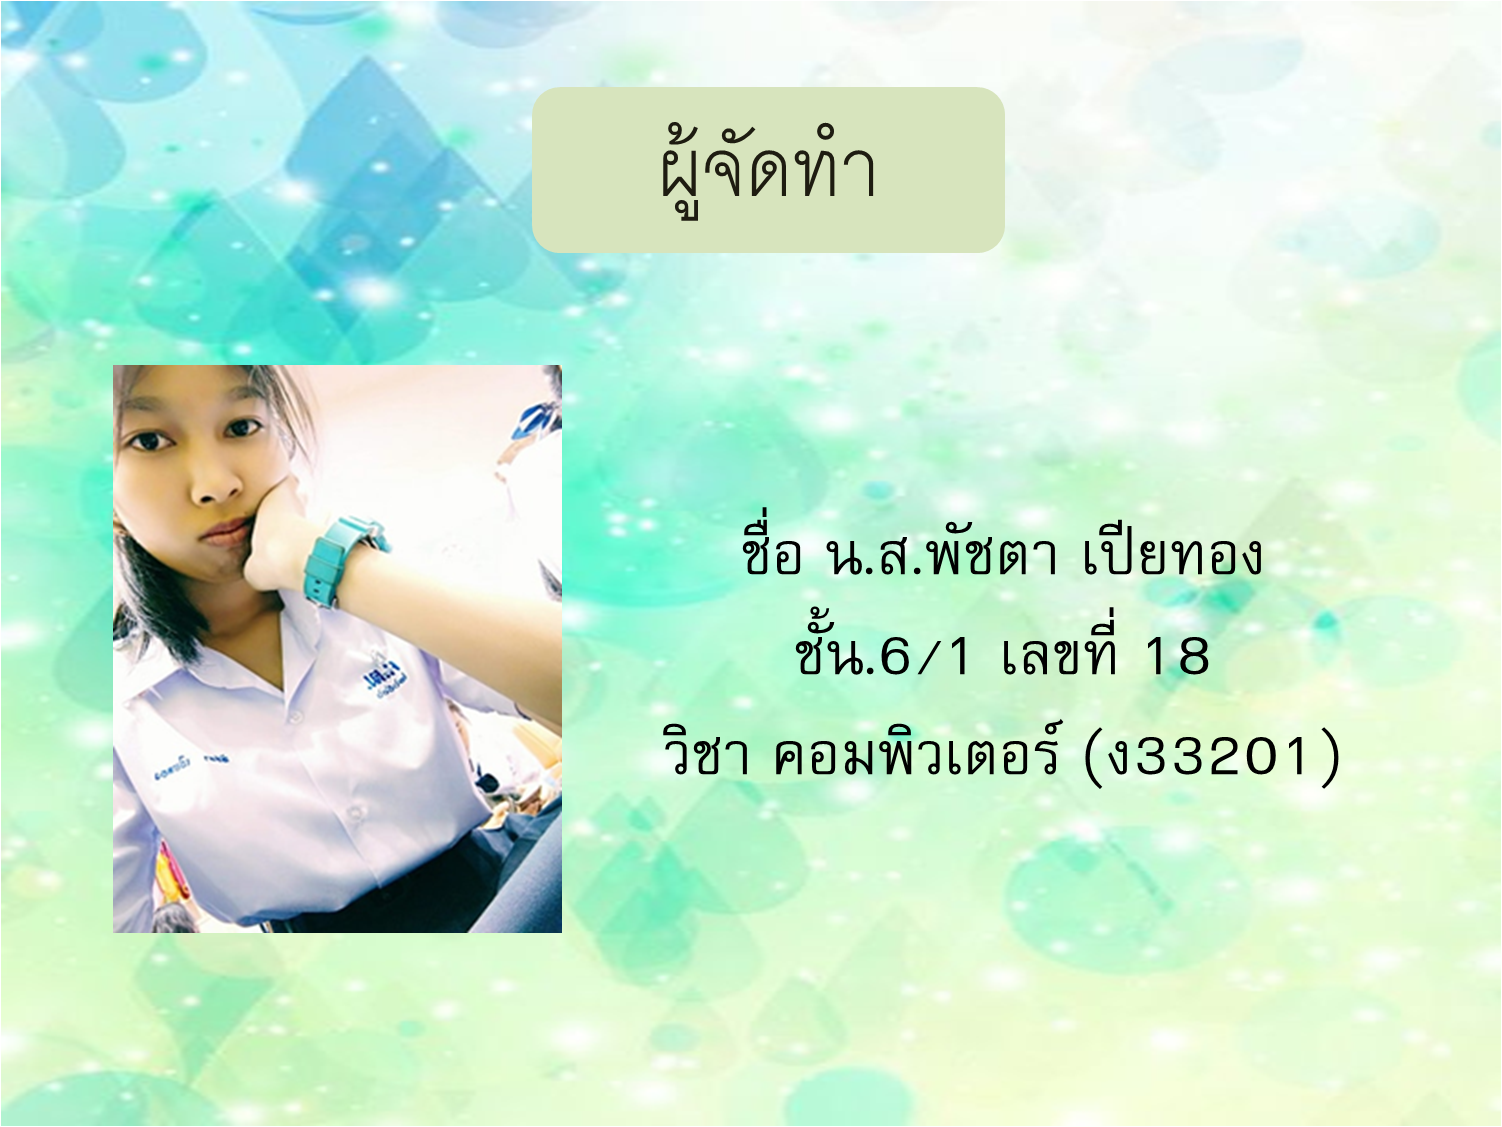 ผู้จัดทำ
ชื่อ น.ส.พัชตา เปียทอง
ชั้น.6/1 เลขที่ 18
วิชา คอมพิวเตอร์ (ง33201)